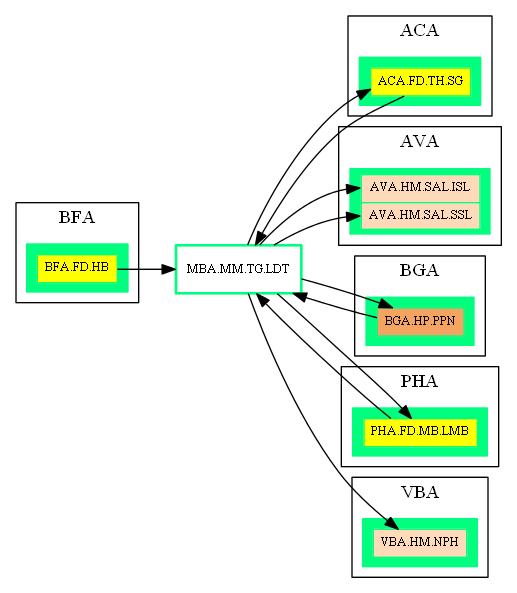 ACA
ACA.FD.TH.SG
AVA
AVA.HM.SAL.ISL
AVA.HM.SAL.SSL
BFA
BFA.FD.HB
MBA.MM.TG.LDT
BGA
BGA.HP.PPN
PHA
PHA.FD.MB.LMB
VBA
VBA.HM.NPH